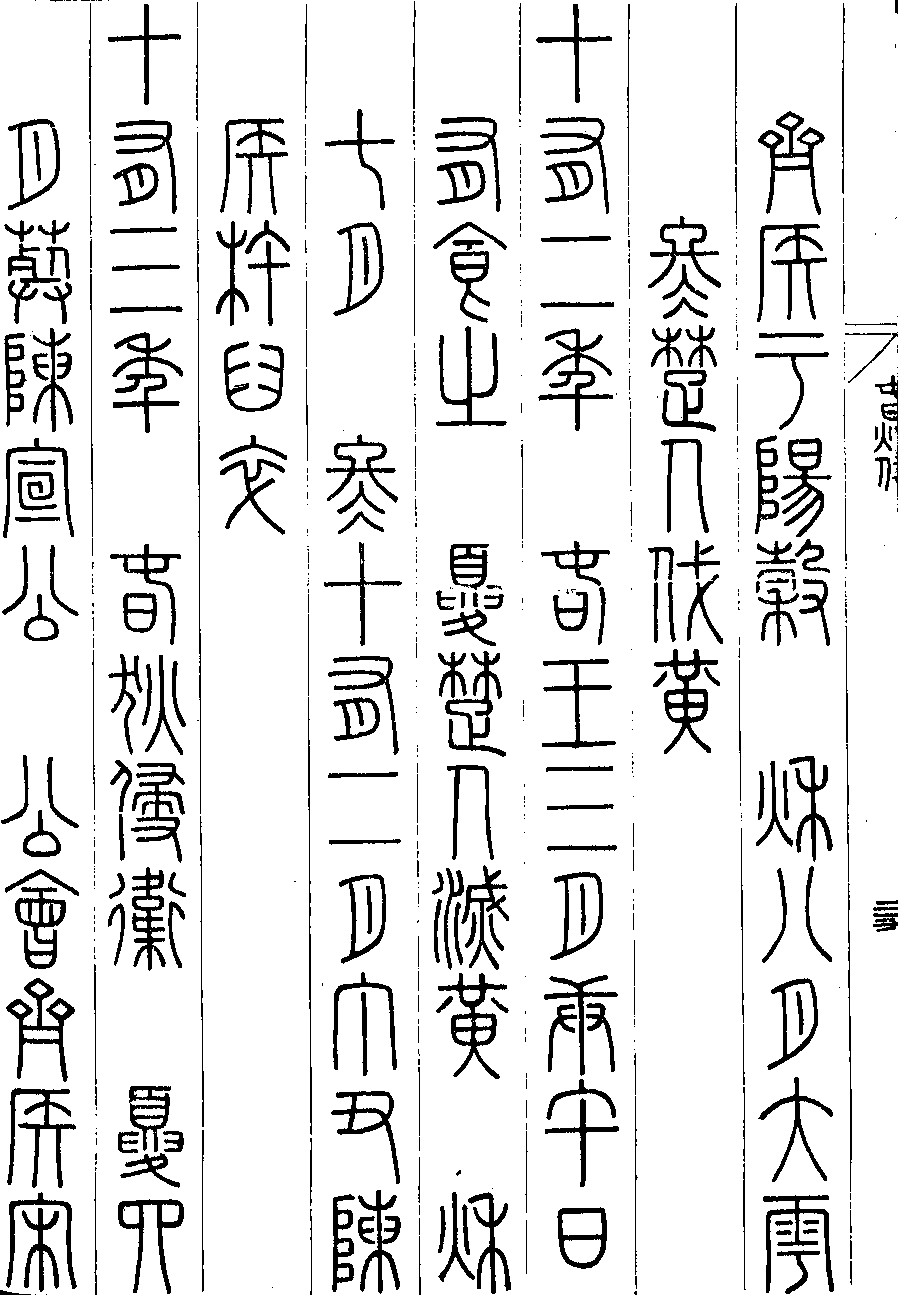 齊侯于陽穀 秋八月大雩
冬楚人伐黃
十有二年 春王三月庚午日
有食之 夏楚人滅黃 秋
七月 冬十有二月丁丑陳
侯杵臼卒
十有三年 春狄侵衛 夏四
月葬陳宣公 公會齊侯宋